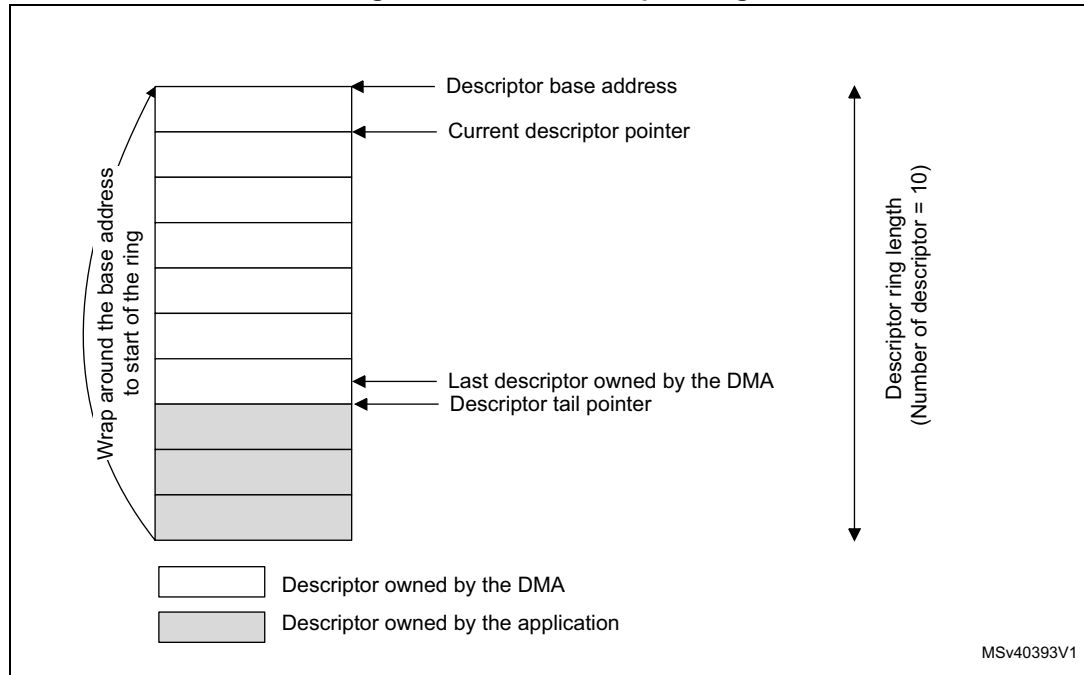 Descriptor base address
Current descriptor pointer
Wrap around the base address
to start of the ring
Descriptor ring length
(Number of descriptor = 10)
Last descriptor owned by the DMA
Descriptor tail pointer
Descriptor owned by the DMA
Descriptor owned by the application
MSv40393V1